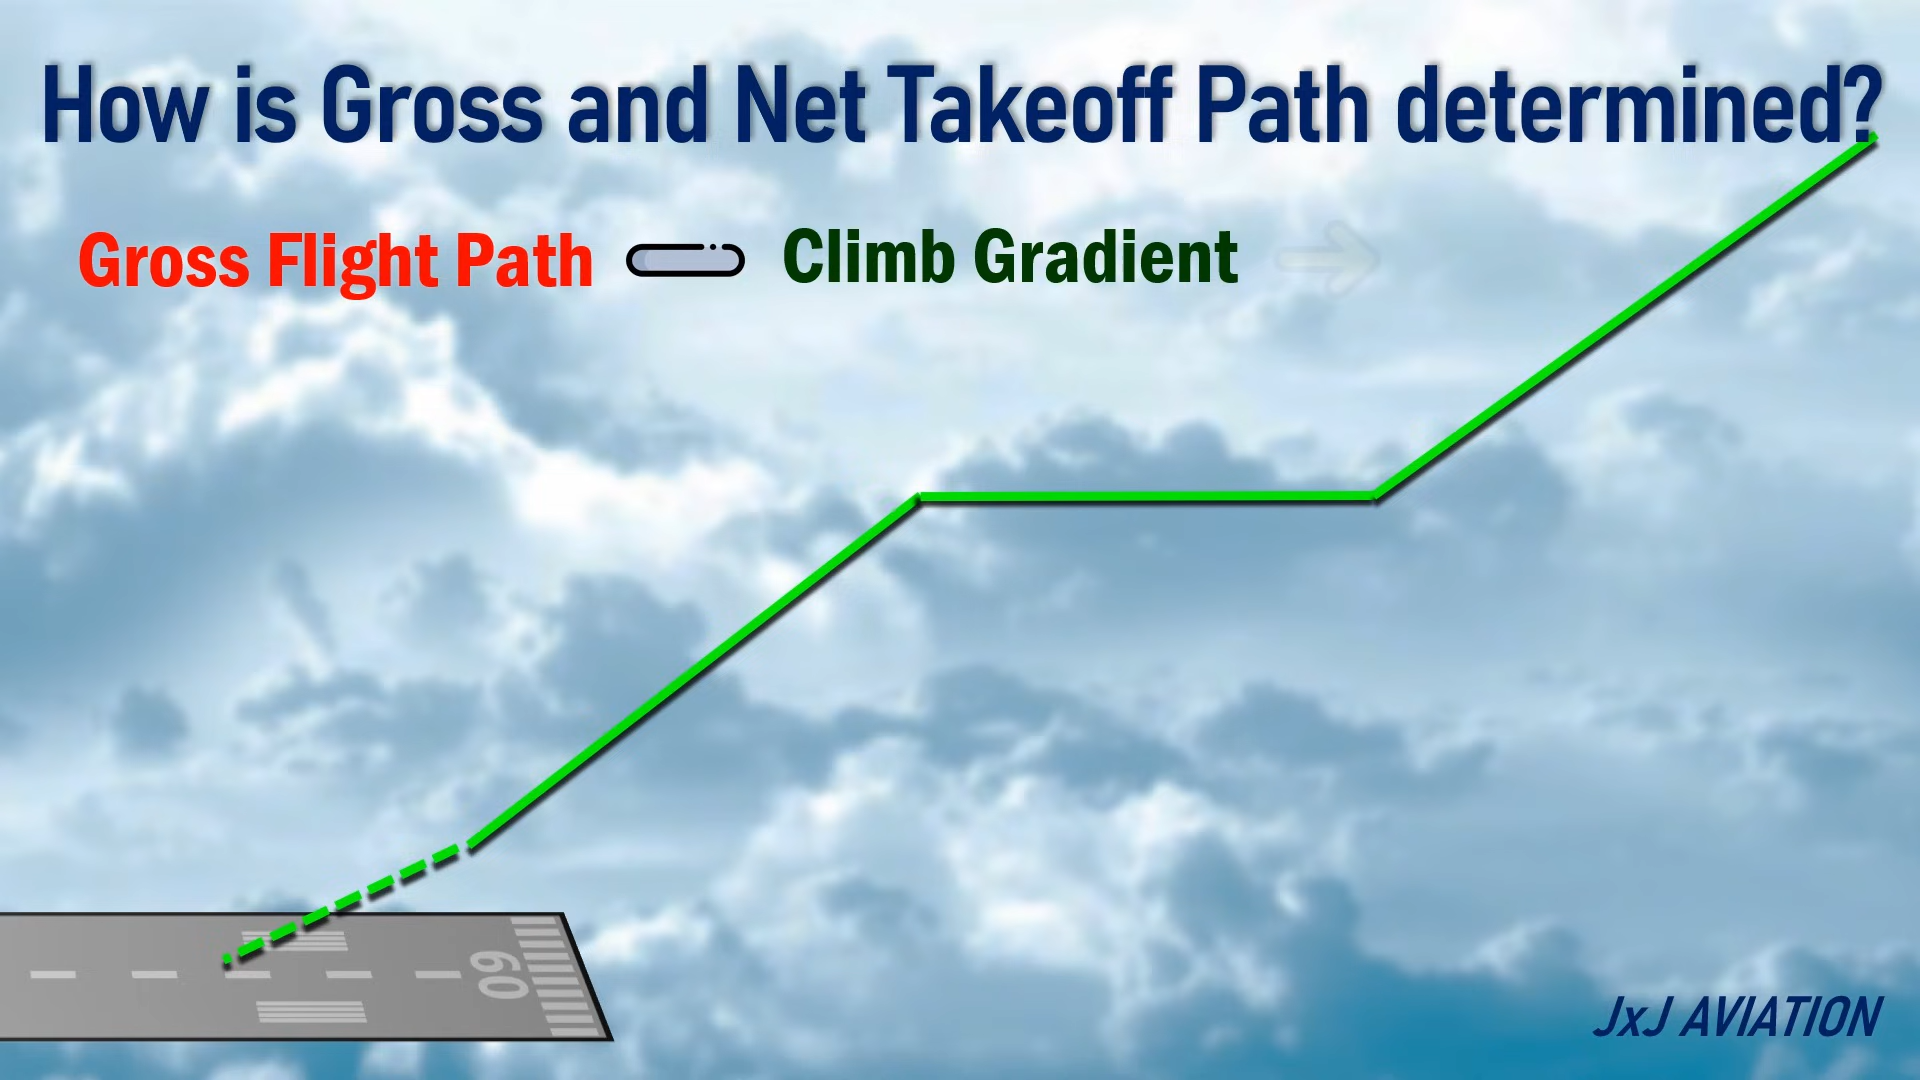 How is Gross and Net Takeoff Path determined?
Gross Flight Path Climb Gradient
09
JxJ AVIATION